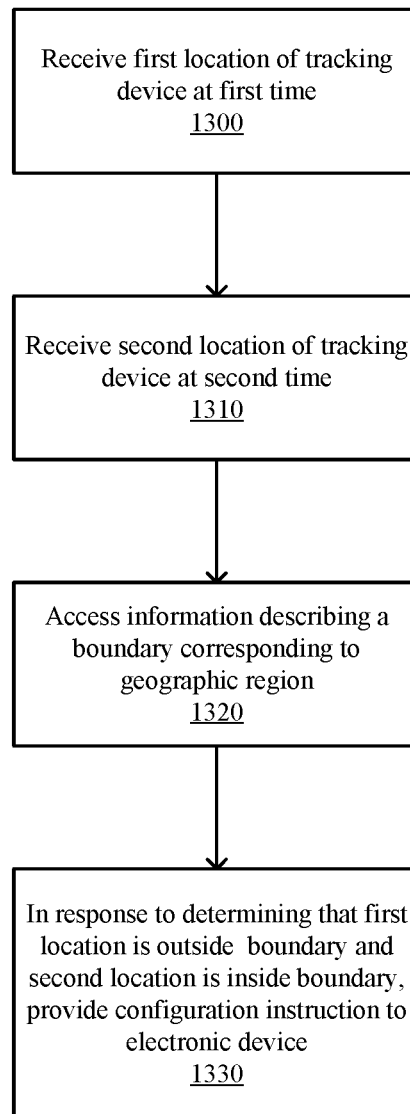 Receive first location of tracking
device at first time
1300
Receive second location of tracking
device at second time
1310
Access information describing a
boundary corresponding to
geographic region
1320
In response to determining that first
location is outside boundary and
second location is inside boundary,
provide configuration instruction to
electronic device
1330